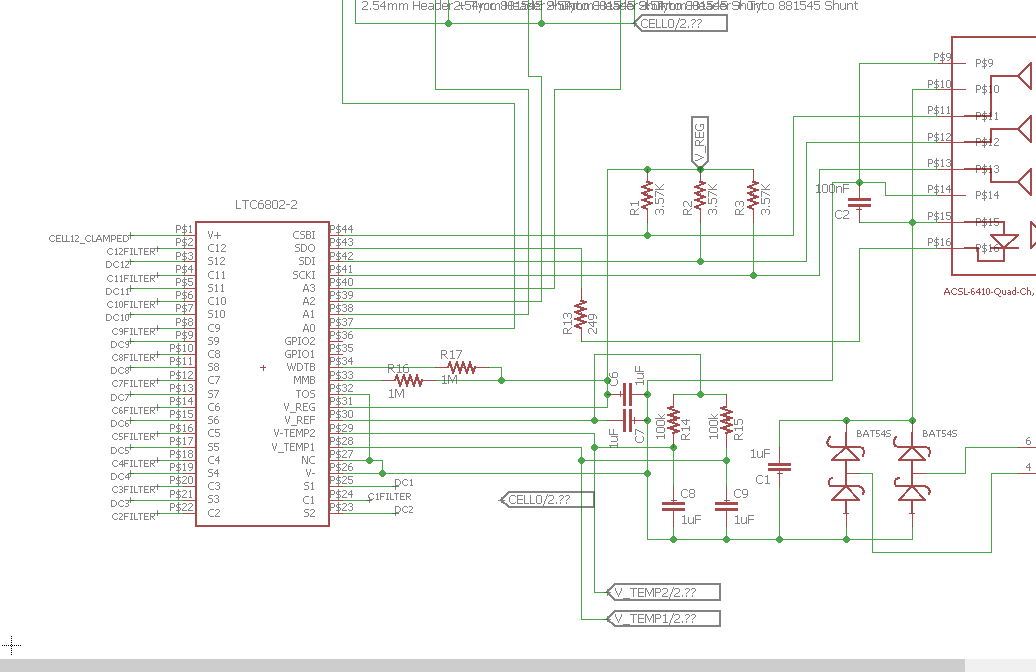 2.54mm Header
881545 Shunt
CELL0/2.??
V_REG
R1
3.57K
R2
3.57K
R3
3.57K
P$9
P$9
P$10
P$10
P$11
P$11
P$12
P$12
P$13
P$13
P$14
P$14
P$15
P$15
P$16
P$16
100nF
C2
ACSL-6410-Quad-Ch,
LTC6802-2
CELL12_CLAMPED P$1 V+ CSBI P$44
C12FILTER P$2 C12 SDO P$43
DC12 P$3 S12 SDI P$42
C11FILTER P$4 C11 SCKI P$41
DC11 P$5 S11 A3 P$40
C10FILTER P$6 C10 A2 P$39
DC10 P$7 S10 A1 P$38
C9FILTER P$8 C9 A0 P$37
DC9 P$9 S9 GPIO2 P$36
C8FILTER P$10 C8 GPIO1 P$35
DC8 P$11 S8 WDTB P$34
C7FILTER P$12 C7 MMB P$33
DC7 P$13 S7 TOS P$32
C6FILTER P$14 C6 V_REG P$31
DC6 P$15 S6 V_REF P$30
C5FILTER P$16 C5 V-TEMP2 P$29
DC5 P$17 S5 V_TEMP1 P$28
C4FILTER P$18 C4 NC P$27
DC4 P$19 S4 V- P$26
C3FILTER P$20 C3 S1 P$25 DC1
DC3 P$21 S3 C1 P$24 C1FILTER
C2FILTER P$22 C2 S2 P$23 DC2
R13
249
R17
1M
R16
1M
C6
1uF
1uF
C7
100k
R14
100k
R15
1uF
C1
BAT54S
BAT54S
6
4
CELL0/2.??
C8
1uF
C9
1uF
V_TEMP2/2.??
V_TEMP1/2.??